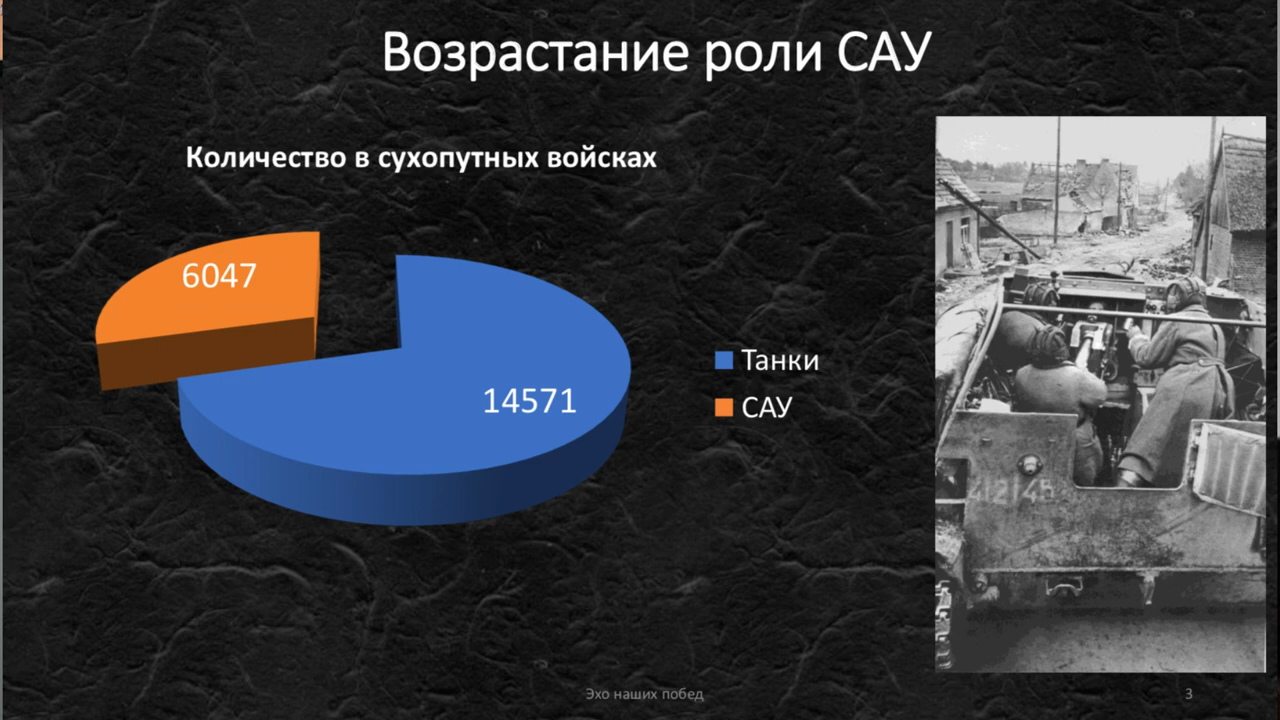 Возрастание роли САУ
Количество в сухопутных войсках
6047
14571
Танки
САУ
Эхо наших побед
3